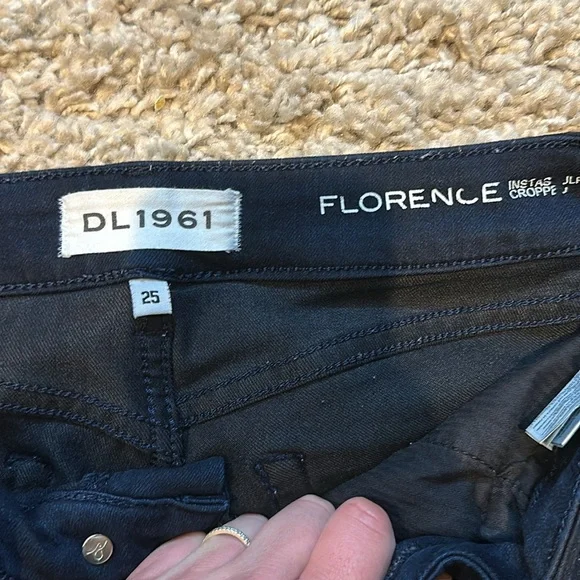 DL1961
FLORENCE
INSTAS
CROPPE
25